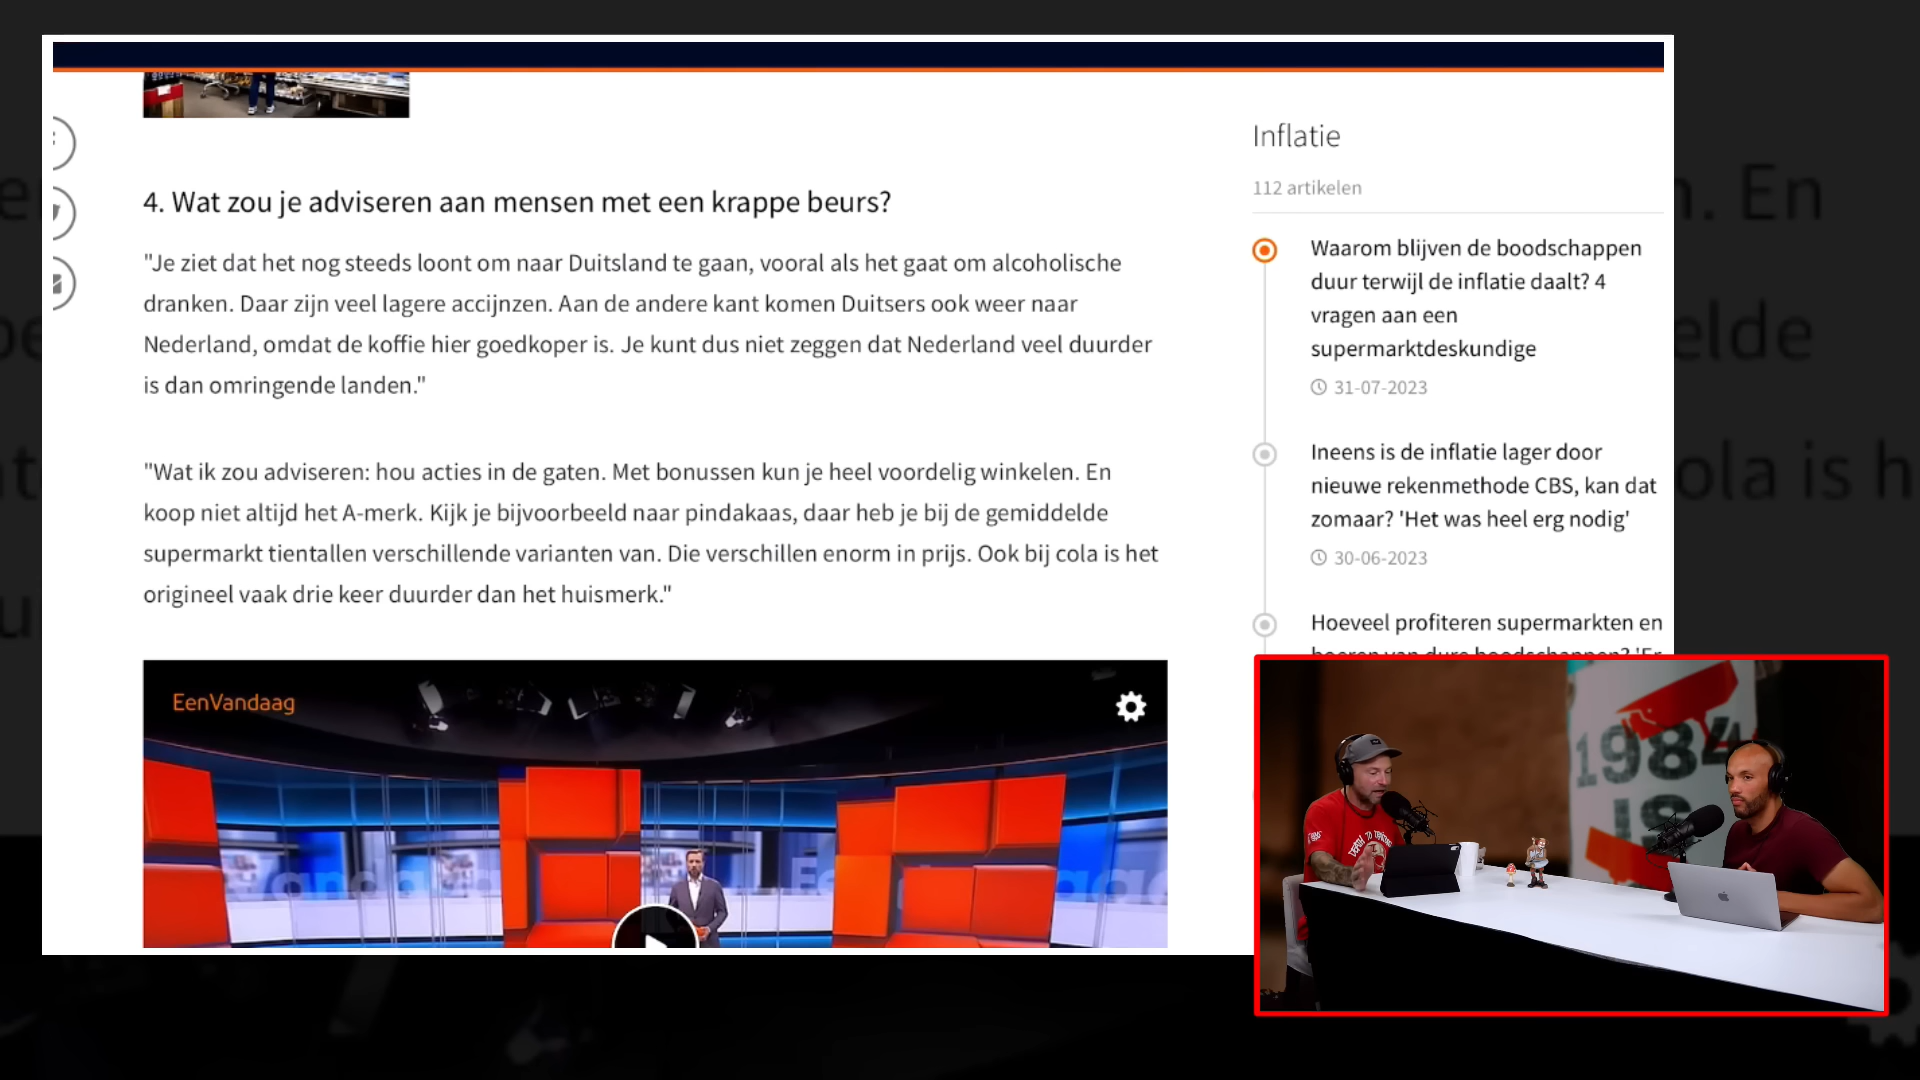 4. Wat zou je adviseren aan mensen met een krappe beurs?
"Je ziet dat het nog steeds loont om naar Duitsland te gaan, vooral als het gaat om alcoholische
dranken. Daar zijn veel lagere accijnzen. Aan de andere kant komen Duitsers ook weer naar
Nederland, omdat de koffie hier goedkoper is. Je kunt dus niet zeggen dat Nederland veel duurder
is dan omringende landen."
"Wat ik zou adviseren: hou acties in de gaten. Met bonussen kun je heel voordelig winkelen. En
koop niet altijd het A-merk. Kijk je bijvoorbeeld naar pindakaas, daar heb je bij de gemiddelde
supermarkt tientallen verschillende varianten van. Die verschillen enorm in prijs. Ook bij cola is het
origineel vaak drie keer duurder dan het huismerk."
EenVandaag
Inflatie
112 artikelen
Waarom blijven de boodschappen
duur terwijl de inflatie daalt? 4
vragen aan een
supermarktdeskundige
31-07-2023
Ineens is de inflatie lager door
nieuwe rekenmethode CBS, kan dat
zomaar? 'Het was heel erg nodig'
30-06-2023
Hoeveel profiteren supermarkten en
1984
IS